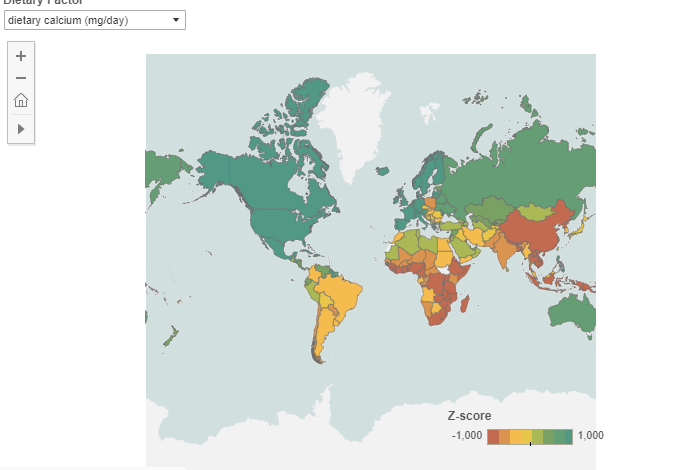 Dietary Factor
dietary calcium (mg/day)
Z-score
-1,000 1,000